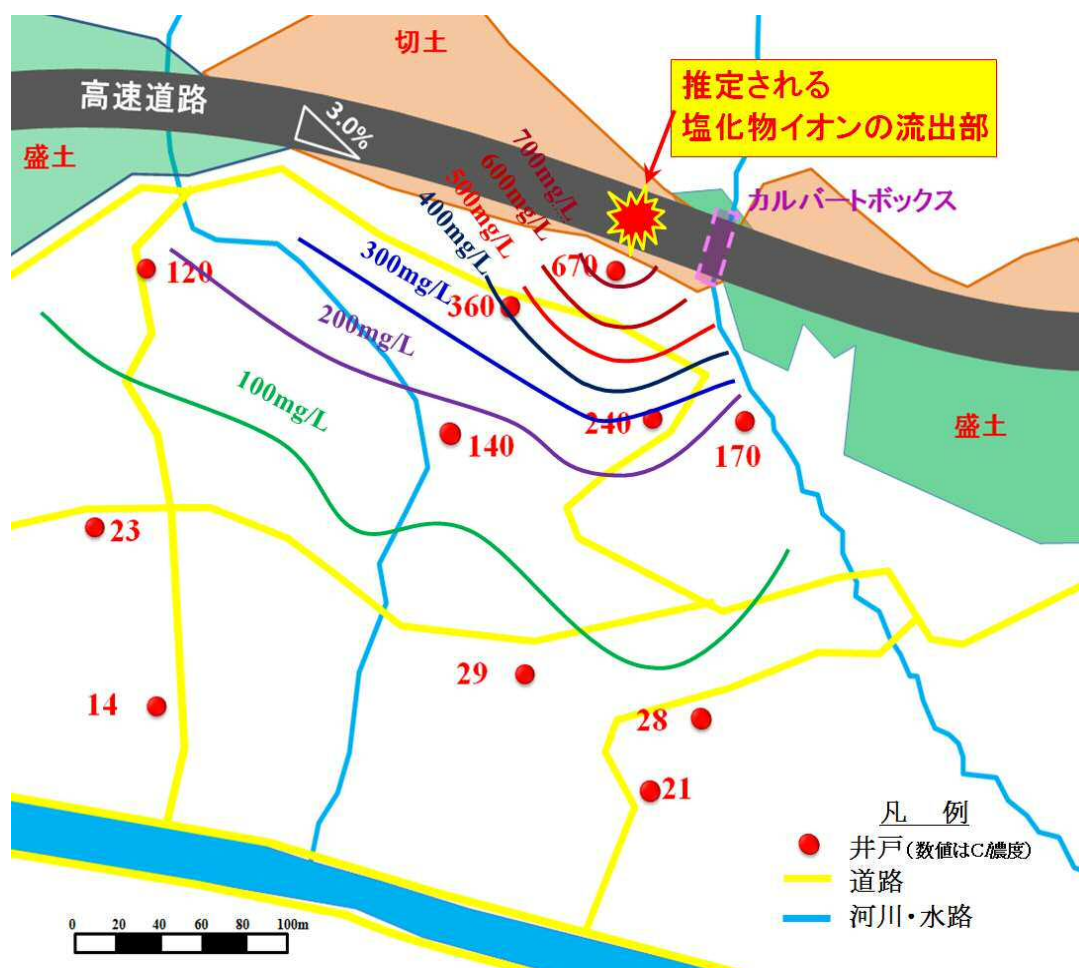 切土
推定される
塩化物イオンの流出部
高速道路
3.0%
盛土
カルバートボックス
700mg/L
600mg/L
500mg/L
400mg/L
300mg/L
200mg/L
100mg/L
670
120
360
240
140
170
盛土
23
29
14
28
21
凡 例
井戸(数値はCl濃度)
道路
河川・水路
0 20 40 60 80 100m